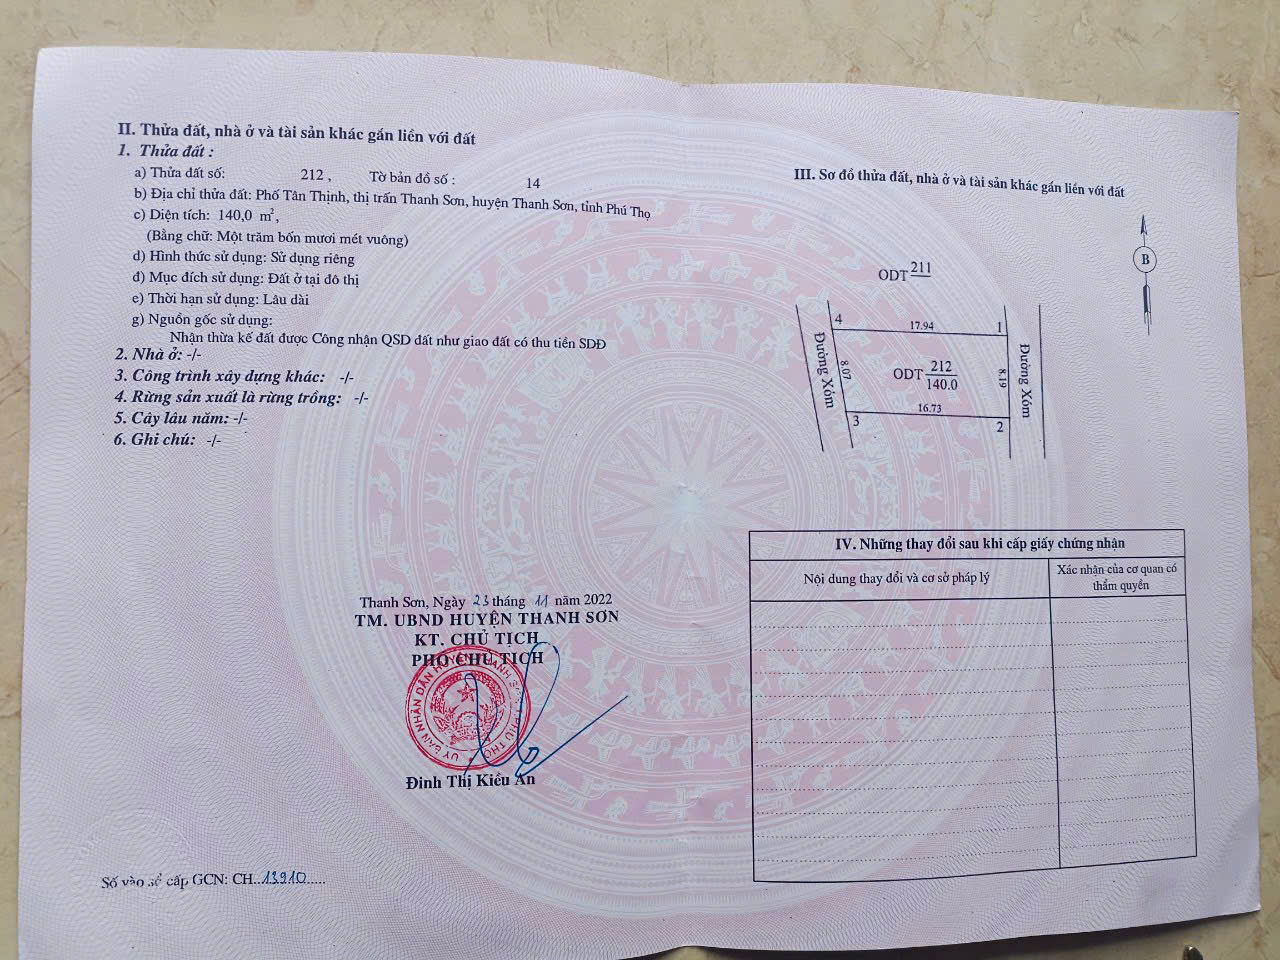 II. Thửa đất, nhà ở và tài sản khác gắn liền với đất
1. Thửa đất :
a) Thửa đất số: 212 , Tờ bản đồ số : 14
b) Địa chỉ thửa đất: Phố Tân Thịnh, thị trấn Thanh Sơn, huyện Thanh Sơn, tỉnh Phú Thọ
c) Diện tích: 140,0 m²,
(Bằng chữ: Một trăm bốn mươi mét vuông)
d) Hình thức sử dụng: Sử dụng riêng
đ) Mục đích sử dụng: Đất ở tại đô thị
e) Thời hạn sử dụng: Lâu dài
g) Nguồn gốc sử dụng:
Nhận thừa kế đất được Công nhận QSD đất như giao đất có thu tiền SDĐ
2. Nhà ở: -/-
3. Công trình xây dựng khác: -/-
4. Rừng sản xuất là rừng trồng: -/-
5. Cây lâu năm: -/-
6. Ghi chú: -/-
Thanh Sơn, Ngày 23 tháng 11 năm 2022
TM. UBND HUYỆN THANH SƠN
KT. CHỦ TỊCH
PHÓ CHỦ TỊCH
Đinh Thị Kiều An
Số vào sổ cấp GCN: CH..13910.....
III. Sơ đồ thửa đất, nhà ở và tài sản khác gắn liền với đất
B
ODT 211
4
17.94
1
Đường Xóm
8.07
ODT 212
140.0
8.19
Đường Xóm
3
16.73
2
IV. Những thay đổi sau khi cấp giấy chứng nhận
Nội dung thay đổi và cơ sở pháp lý
Xác nhận của cơ quan có
thẩm quyền